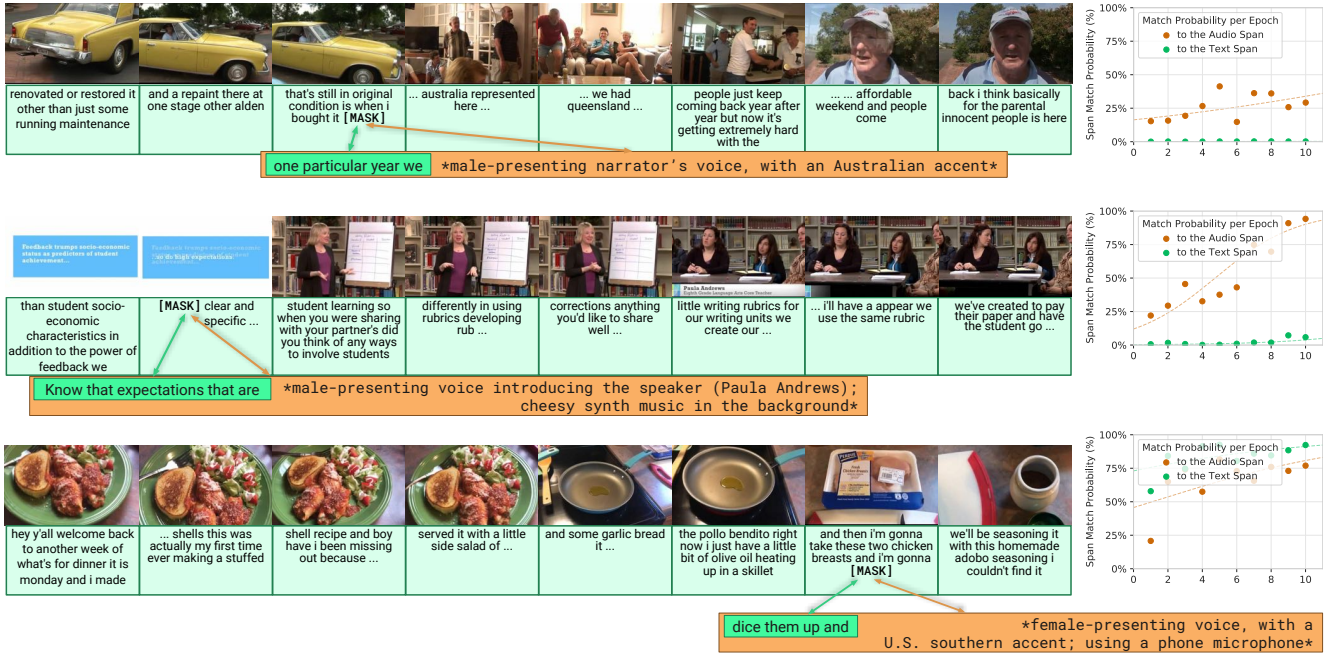 renovated or restored it
other than just some
running maintenance
and a repaint there at
one stage other alden
that's still in original
condition is when i
bought it [MASK]
... australia represented
here ...
... we had
queensland ...
people just keep
coming back year after
year but now it's
getting extremely hard
with the
... ... affordable
weekend and people
come
back i think basically
for the parental
innocent people is here
one particular year we
*male-presenting narrator's voice, with an Australian accent*
Span Match Probability (%)
100%
75%
50%
25%
0%
0 2 4 6 8 10
Match Probability per Epoch
to the Audio Span
to the Text Span
Feedback tramps socio-economic
status as predictors of student
achievement...
... so do high expectations.
than student socio-
economic
characteristics in
addition to the power of
feedback we
[MASK] clear and
specific ...
student learning so
when you were sharing
with your partner's did
you think of any ways
to involve students
differently in using
rubrics developing
rub ...
corrections anything
you'd like to share
well ...
Paula Andrews
Eighth Grade Language Arts Core Teacher
little writing rubrics for
our writing units we
create our ...
... i'll have a appear we
use the same rubric
we've created to pay
their paper and have
the student go ...
Know that expectations that are
*male-presenting voice introducing the speaker (Paula Andrews);
cheesy synth music in the background*
Span Match Probability (%)
100%
75%
50%
25%
0%
0 2 4 6 8 10
Match Probability per Epoch
to the Audio Span
to the Text Span
hey y'all welcome back
to another week of
what's for dinner it is
monday and i made
... shells this was
actually my first time
ever making a stuffed
shell recipe and boy
have i been missing
out because ...
served it with a little
side salad of ...
and some garlic bread
it ...
the pollo bendito right
now i just have a little
bit of olive oil heating
up in a skillet
and then i'm gonna
take these two chicken
breasts and i'm gonna
[MASK]
we'll be seasoning it
with this homemade
adobo seasoning i
couldn't find it
dice them up and
*female-presenting voice, with a
U.S. southern accent; using a phone microphone*
Span Match Probability (%)
100%
75%
50%
25%
0%
0 2 4 6 8 10
Match Probability per Epoch
to the Audio Span
to the Text Span